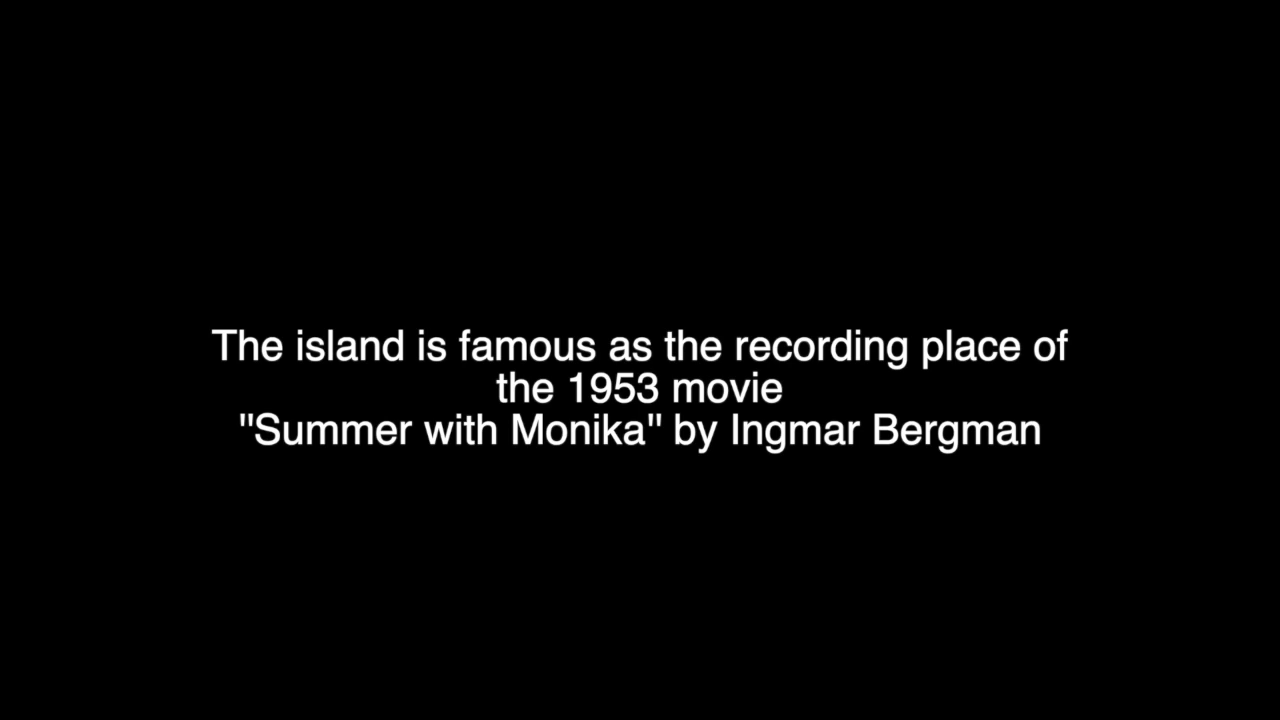 The island is famous as the recording place of
the 1953 movie
"Summer with Monika" by Ingmar Bergman